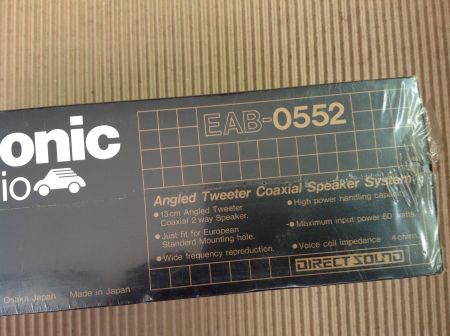 onic
io
EAB-0552
Angled Tweeter Coaxial Speaker System
• 13cm Angled Tweeter
Coaxial 2 way Speaker.
• Just fit for European
Standerd Mounting hole.
• Wide frequency reproduction.
• High power handling capacity.
• Maximum input power 60 watts.
• Voice coil impedance 4 ohms.
DIRECT SOUND
Osaka Japan Made in Japan